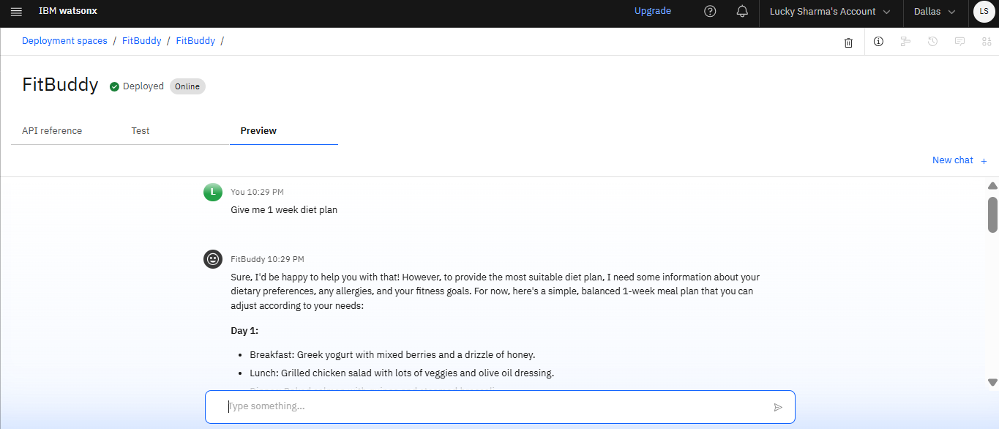 IBM watsonx
Upgrade
Lucky Sharma's Account
Dallas
LS
Deployment spaces / FitBuddy / FitBuddy /
FitBuddy
Deployed
Online
API reference
Test
Preview
New chat +
L
You 10:29 PM
Give me 1 week diet plan
FitBuddy 10:29 PM
Sure, I'd be happy to help you with that! However, to provide the most suitable diet plan, I need some information about your
dietary preferences, any allergies, and your fitness goals. For now, here's a simple, balanced 1-week meal plan that you can
adjust according to your needs:
Day 1:
• Breakfast: Greek yogurt with mixed berries and a drizzle of honey.
• Lunch: Grilled chicken salad with lots of veggies and olive oil dressing.
Type something...